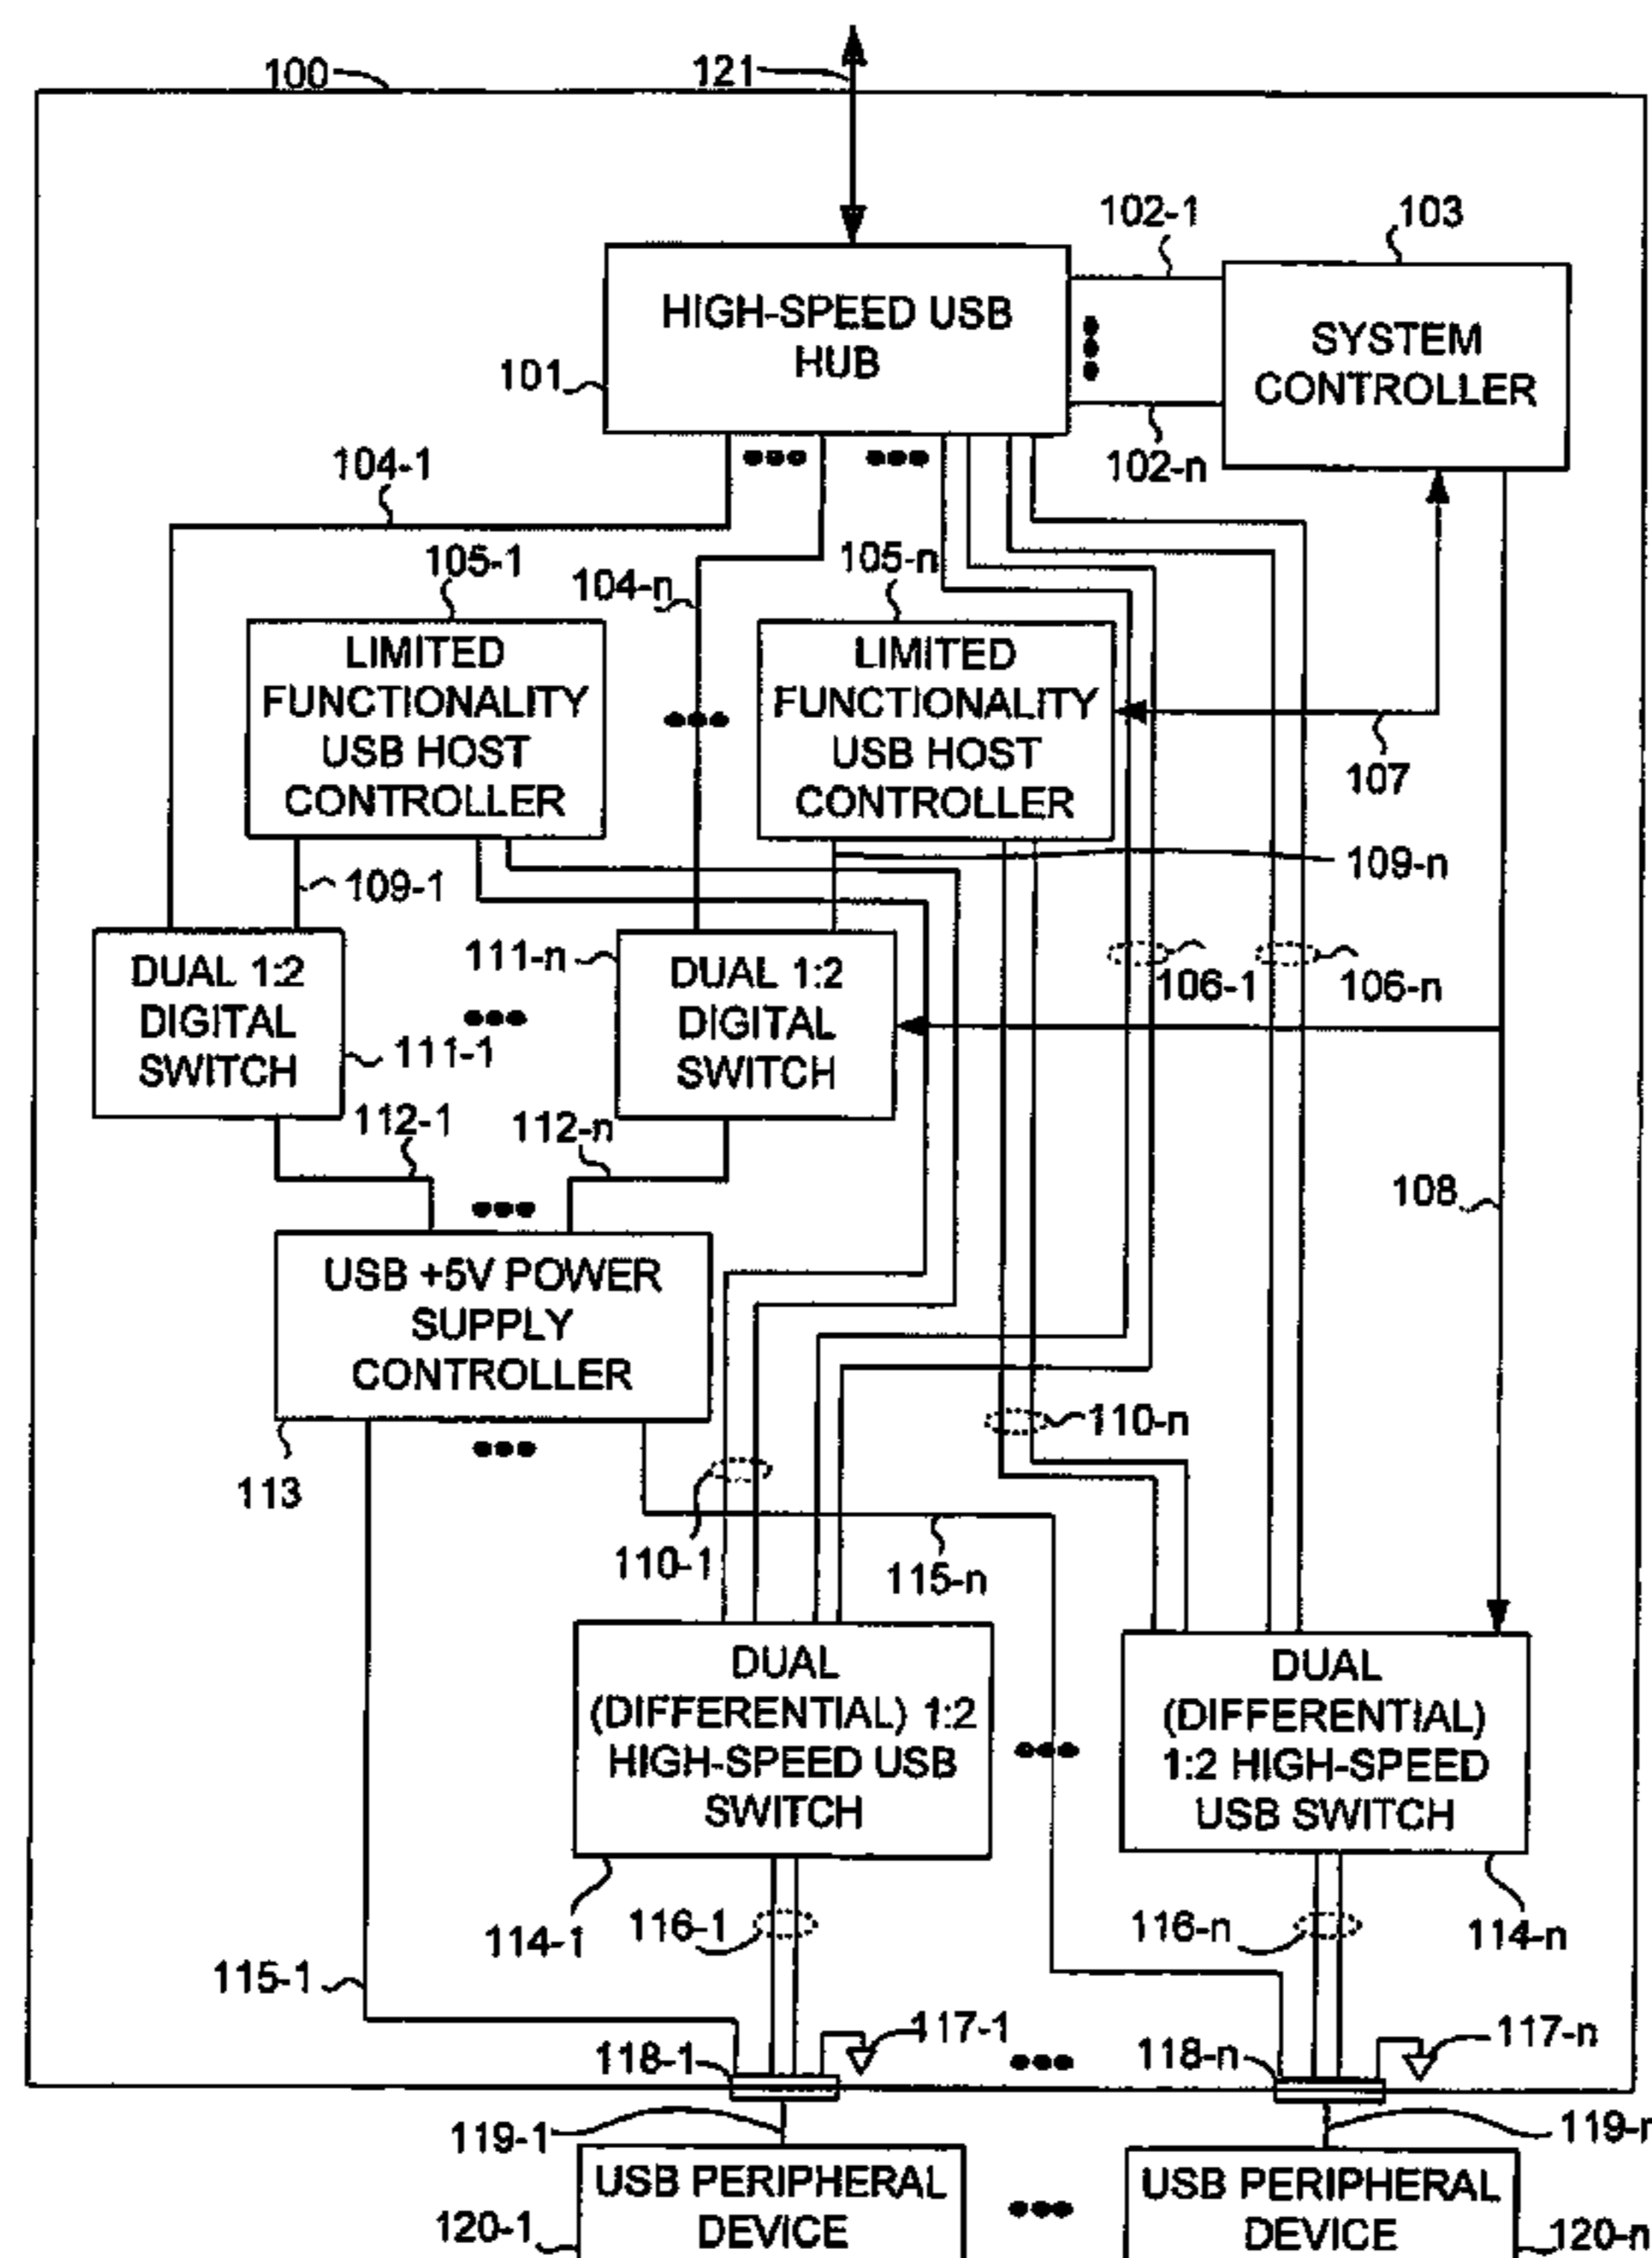 100
121
102-1
103
HIGH-SPEED USB
HUB
SYSTEM
CONTROLLER
101
102-n
104-1
105-1
104-n
105-n
LIMITED
FUNCTIONALITY
USB HOST
CONTROLLER
LIMITED
FUNCTIONALITY
USB HOST
CONTROLLER
107
109-1
109-n
DUAL 1:2
DIGITAL
SWITCH
111-1
111-n
DUAL 1:2
DIGITAL
SWITCH
106-1
106-n
112-1
112-n
108
USB +5V POWER
SUPPLY
CONTROLLER
113
110-n
110-1
115-n
DUAL
(DIFFERENTIAL) 1:2
HIGH-SPEED USB
SWITCH
DUAL
(DIFFERENTIAL)
1:2 HIGH-SPEED
USB SWITCH
114-1
116-1
116-n
114-n
115-1
118-1
117-1
118-n
117-n
119-1
119-n
USB PERIPHERAL
DEVICE
USB PERIPHERAL
DEVICE
120-1
120-n